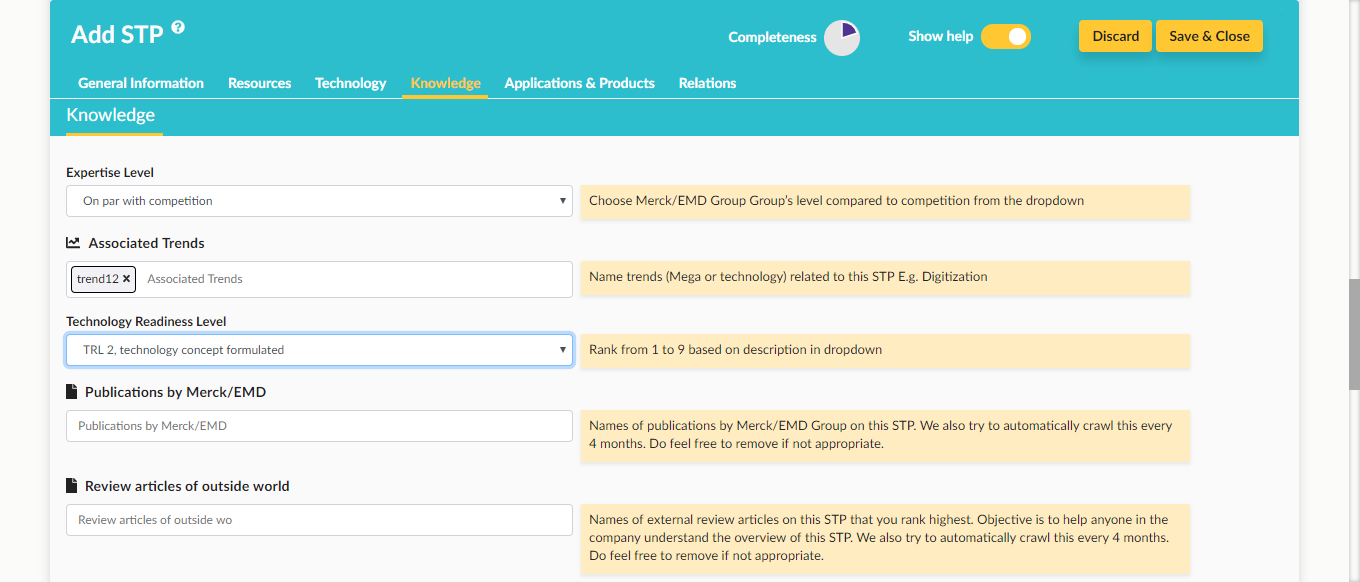 Add STP ?
Completeness
Show help
Discard
Save & Close
General Information
Resources
Technology
Knowledge
Applications & Products
Relations
Knowledge
Expertise Level
On par with competition
Choose Merck/EMD Group Group's level compared to competition from the dropdown
Associated Trends
trend12 ×
Associated Trends
Name trends (Mega or technology) related to this STP E.g. Digitization
Technology Readiness Level
TRL 2, technology concept formulated
Rank from 1 to 9 based on description in dropdown
Publications by Merck/EMD
Publications by Merck/EMD
Names of publications by Merck/EMD Group on this STP. We also try to automatically crawl this every
4 months. Do feel free to remove if not appropriate.
Review articles of outside world
Review articles of outside wo
Names of external review articles on this STP that you rank highest. Objective is to help anyone in the
company understand the overview of this STP. We also try to automatically crawl this every 4 months.
Do feel free to remove if not appropriate.